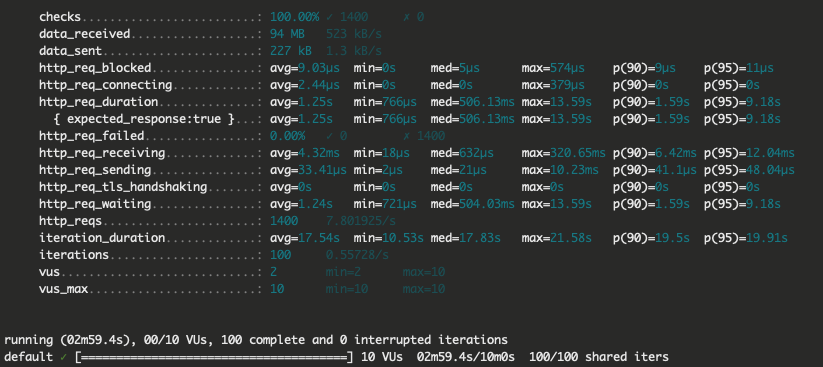 checks.........................: 100.00% ✓ 1400 ✗ 0
data_received..................: 94 MB 523 kB/s
data_sent......................: 227 kB 1.3 kB/s
http_req_blocked...............: avg=9.03µs min=0s med=5µs max=574µs p(90)=9µs p(95)=11µs
http_req_connecting............: avg=2.44µs min=0s med=0s max=379µs p(90)=0s p(95)=0s
http_req_duration..............: avg=1.25s min=766µs med=506.13ms max=13.59s p(90)=1.59s p(95)=9.18s
{ expected_response:true }...: avg=1.25s min=766µs med=506.13ms max=13.59s p(90)=1.59s p(95)=9.18s
http_req_failed................: 0.00% ✓ 0 ✗ 1400
http_req_receiving.............: avg=4.32ms min=18µs med=632µs max=320.65ms p(90)=6.42ms p(95)=12.04ms
http_req_sending...............: avg=33.41µs min=2µs med=21µs max=10.23ms p(90)=41.1µs p(95)=48.04µs
http_req_tls_handshaking.......: avg=0s min=0s med=0s max=0s p(90)=0s p(95)=0s
http_req_waiting...............: avg=1.24s min=721µs med=504.03ms max=13.59s p(90)=1.59s p(95)=9.18s
http_reqs......................: 1400 7.801925/s
iteration_duration.............: avg=17.54s min=10.53s med=17.83s max=21.58s p(90)=19.5s p(95)=19.91s
iterations.....................: 100 0.55728/s
vus............................: 2 min=2 max=10
vus_max........................: 10 min=10 max=10
running (02m59.4s), 00/10 VUs, 100 complete and 0 interrupted iterations
default ✓ [======================================] 10 VUs 02m59.4s/10m0s 100/100 shared iters